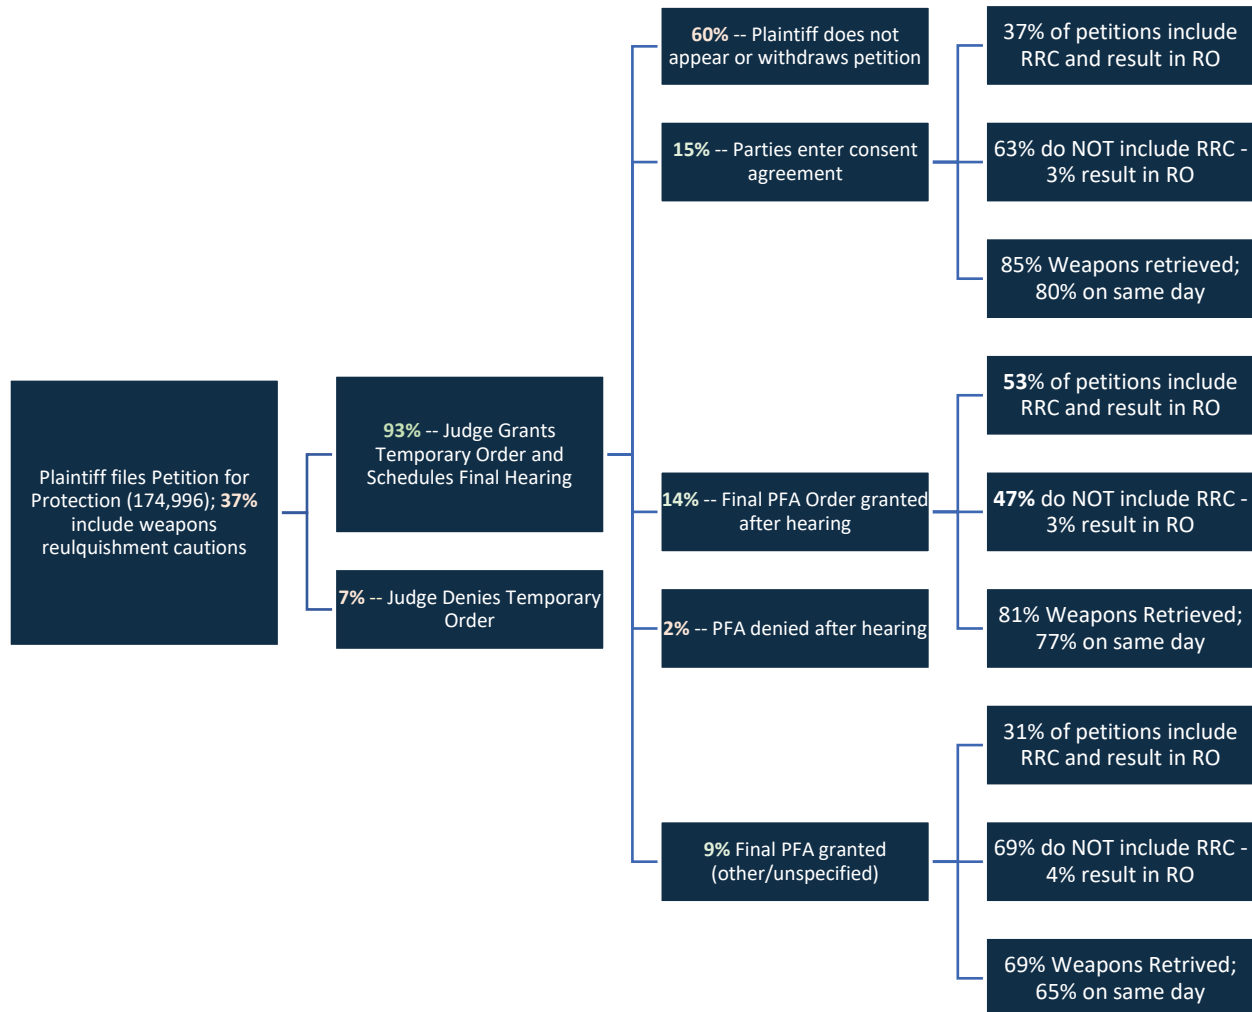 Plaintiff files Petition for
Protection (174,996); 37%
include weapons
reulquishment cautions
93% -- Judge Grants
Temporary Order and
Schedules Final Hearing
7% -- Judge Denies Temporary
Order
60% -- Plaintiff does not
appear or withdraws petition
15% -- Parties enter consent
agreement
14% -- Final PFA Order granted
after hearing
2% -- PFA denied after hearing
9% Final PFA granted
(other/unspecified)
37% of petitions include
RRC and result in RO
63% do NOT include RRC -
3% result in RO
85% Weapons retrieved;
80% on same day
53% of petitions include
RRC and result in RO
47% do NOT include RRC -
3% result in RO
81% Weapons Retrieved;
77% on same day
31% of petitions include
RRC and result in RO
69% do NOT include RRC -
4% result in RO
69% Weapons Retrived;
65% on same day